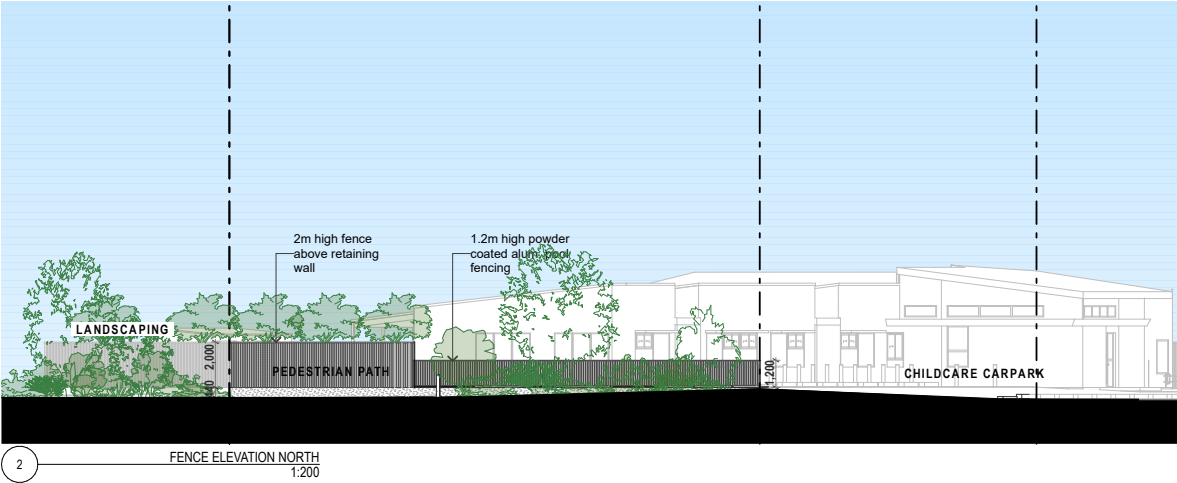 2m high fence
above retaining
wall
1.2m high powder
coated alum. pool
fencing
LANDSCAPING
2,000
PEDESTRIAN PATH
1,200
CHILDCARE CARPARK
2
FENCE ELEVATION NORTH
1:200